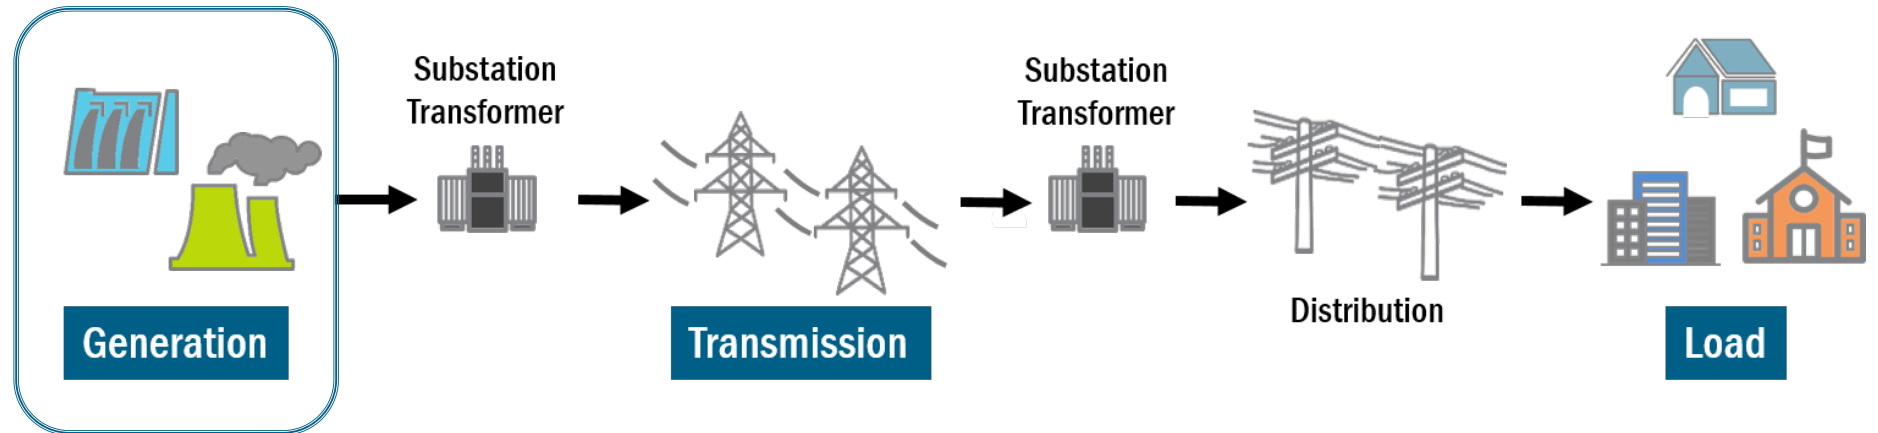 Substation
Transformer
Substation
Transformer
Generation
Transmission
Distribution
Load